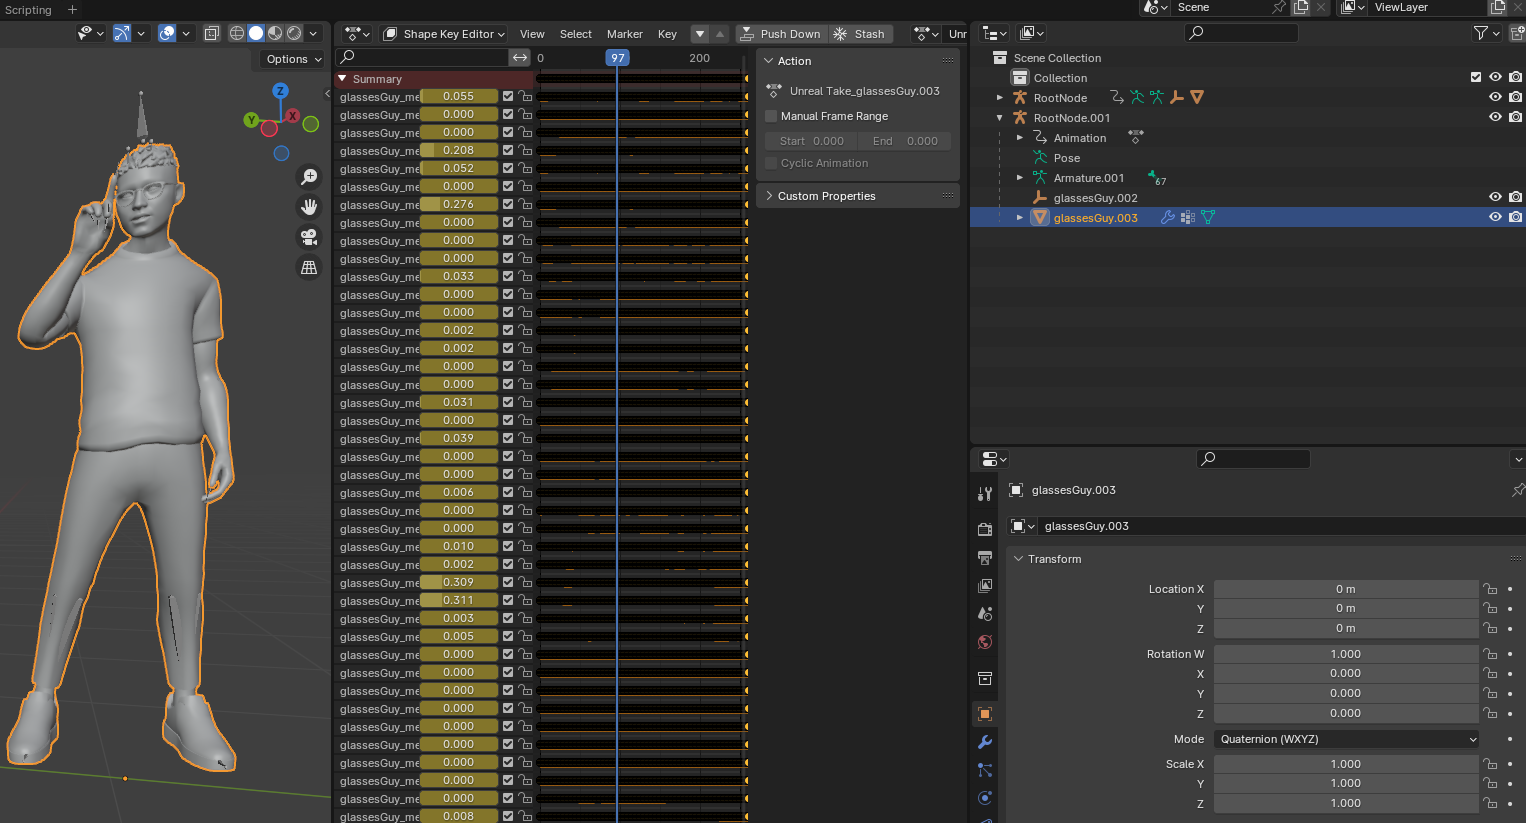 Scripting +
Scene
ViewLayer
Shape Key Editor
View
Select
Marker
Key
Push Down
Stash
Unr
Options
0
97
200
Summary
glassesGuy_me 0.055
glassesGuy_me 0.000
glassesGuy_me 0.000
glassesGuy_me 0.208
glassesGuy_me 0.052
glassesGuy_me 0.000
glassesGuy_me 0.276
glassesGuy_me 0.000
glassesGuy_me 0.000
glassesGuy_me 0.000
glassesGuy_me 0.033
glassesGuy_me 0.000
glassesGuy_me 0.000
glassesGuy_me 0.002
glassesGuy_me 0.002
glassesGuy_me 0.000
glassesGuy_me 0.000
glassesGuy_me 0.031
glassesGuy_me 0.000
glassesGuy_me 0.039
glassesGuy_me 0.000
glassesGuy_me 0.000
glassesGuy_me 0.006
glassesGuy_me 0.000
glassesGuy_me 0.000
glassesGuy_me 0.010
glassesGuy_me 0.002
glassesGuy_me 0.309
glassesGuy_me 0.311
glassesGuy_me 0.003
glassesGuy_me 0.005
glassesGuy_me 0.000
glassesGuy_me 0.000
glassesGuy_me 0.000
glassesGuy_me 0.000
glassesGuy_me 0.000
glassesGuy_me 0.000
glassesGuy_me 0.000
glassesGuy_me 0.000
glassesGuy_me 0.000
glassesGuy_me 0.008
Z
Y
X
Action
Unreal Take_glassesGuy.003
Manual Frame Range
Start 0.000 End 0.000
Cyclic Animation
Custom Properties
Scene Collection
Collection
RootNode
RootNode.001
Animation
Pose
Armature.001 67
glassesGuy.002
glassesGuy.003
glassesGuy.003
glassesGuy.003
Transform
Location X 0 m
Y 0 m
Z 0 m
Rotation W 1.000
X 0.000
Y 0.000
Z 0.000
Mode Quaternion (WXYZ)
Scale X 1.000
Y 1.000
Z 1.000